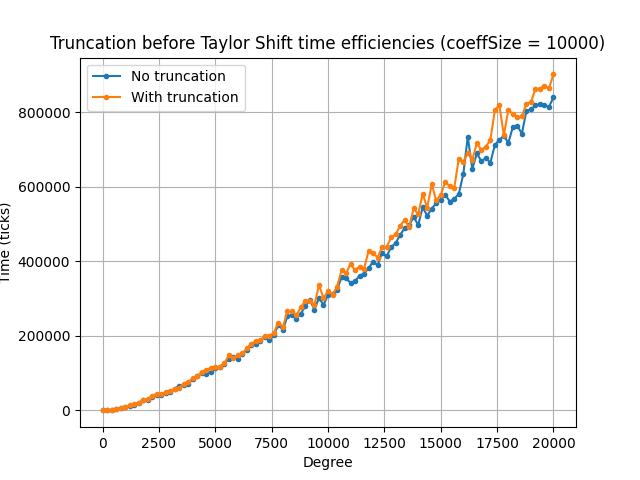 Truncation before Taylor Shift time efficiencies (coeffSize = 10000)
No truncation
With truncation
800000
600000
400000
200000
0
Time (ticks)
0 2500 5000 7500 10000 12500 15000 17500 20000
Degree